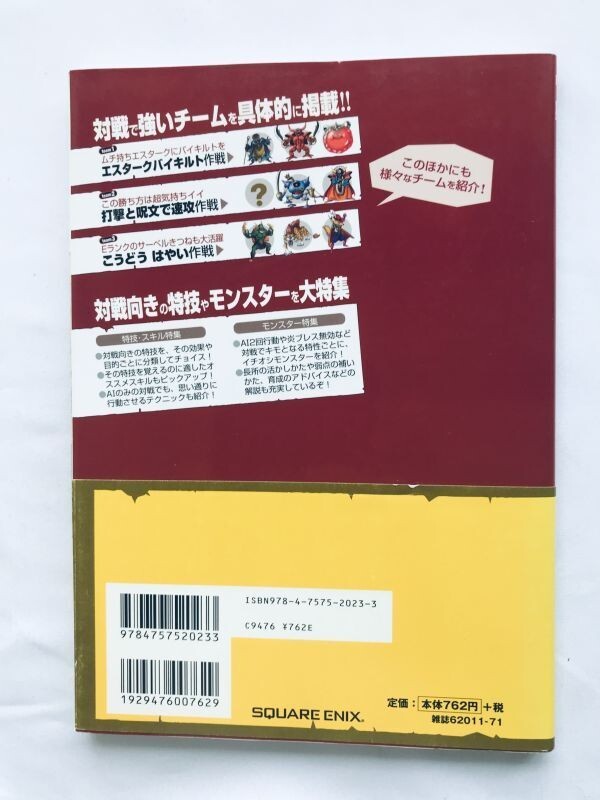 対戦で強いチームを具体的に掲載!!
team.1
ムチ持ちエスタークにバイキルトを
エスタークバイキルト作戦▶
team.2
この勝ち方は超気持ちイイ
打撃と呪文で速攻作戦▶
?
team.3
Eランクのサーベルきつねも大活躍
こうどう はやい作戦▶
このほかにも
様々なチームを紹介!
対戦向きの特技やモンスターを大特集
特技・スキル特集
●対戦向きの特技を、その効果や
目的ごとに分類してチョイス!
●その特技を覚えるのに適したオ
ススメスキルもピックアップ!
●AIのみの対戦でも、思い通りに
行動させるテクニックも紹介!
モンスター特集
●AI2回行動や炎ブレス無効など
対戦でキモとなる特性ごとに、
イチオシモンスターを紹介!
●長所の活かしかたや弱点の補い
かた、育成のアドバイスなどの
解説も充実しているぞ!
ISBN978-4-7575-2023-3
C9476 ¥762E
9784757520233
1929476007629
SQUARE ENIX.
定価:本体762円+税
雑誌62011-71